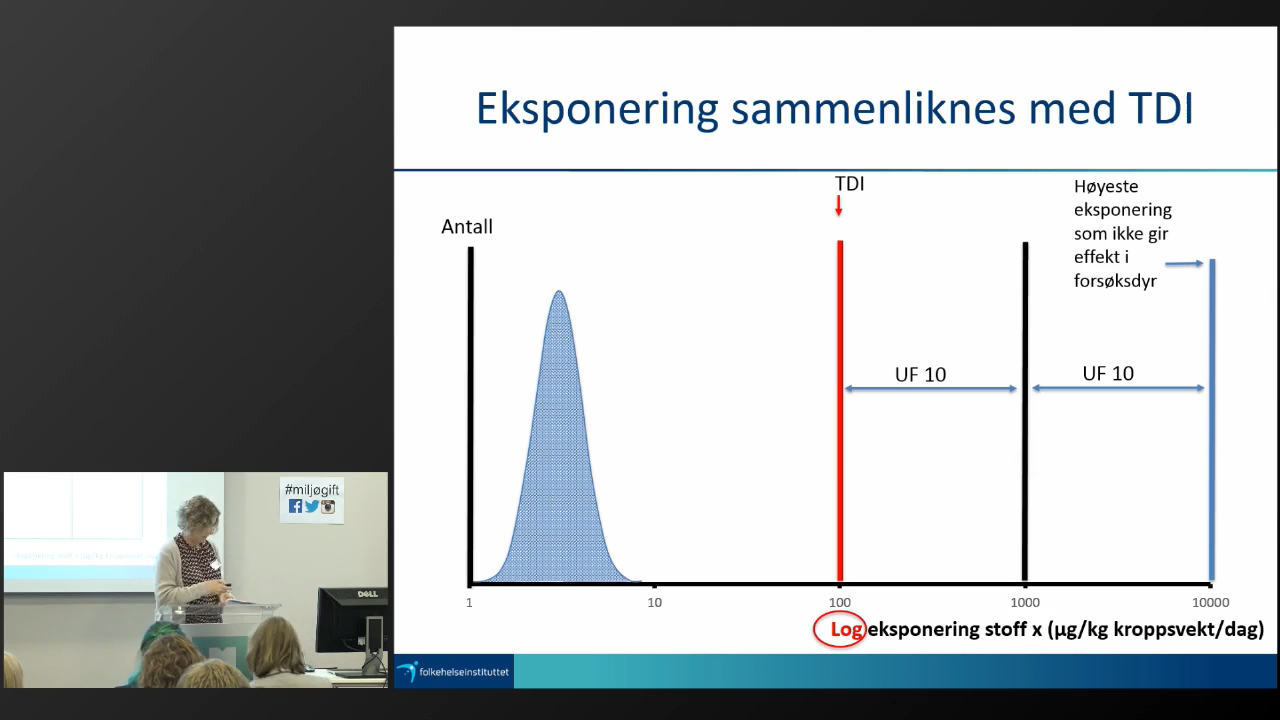 Eksponering sammenliknes med TDI
TDI
Høyeste
eksponering
som ikke gir
effekt i
forsøksdyr
Antall
UF 10
UF 10
1
10
100
1000
10000
Log eksponering stoff x (µg/kg kroppsvekt/dag)
folkehelseinstituttet
#miljøgift
DELL